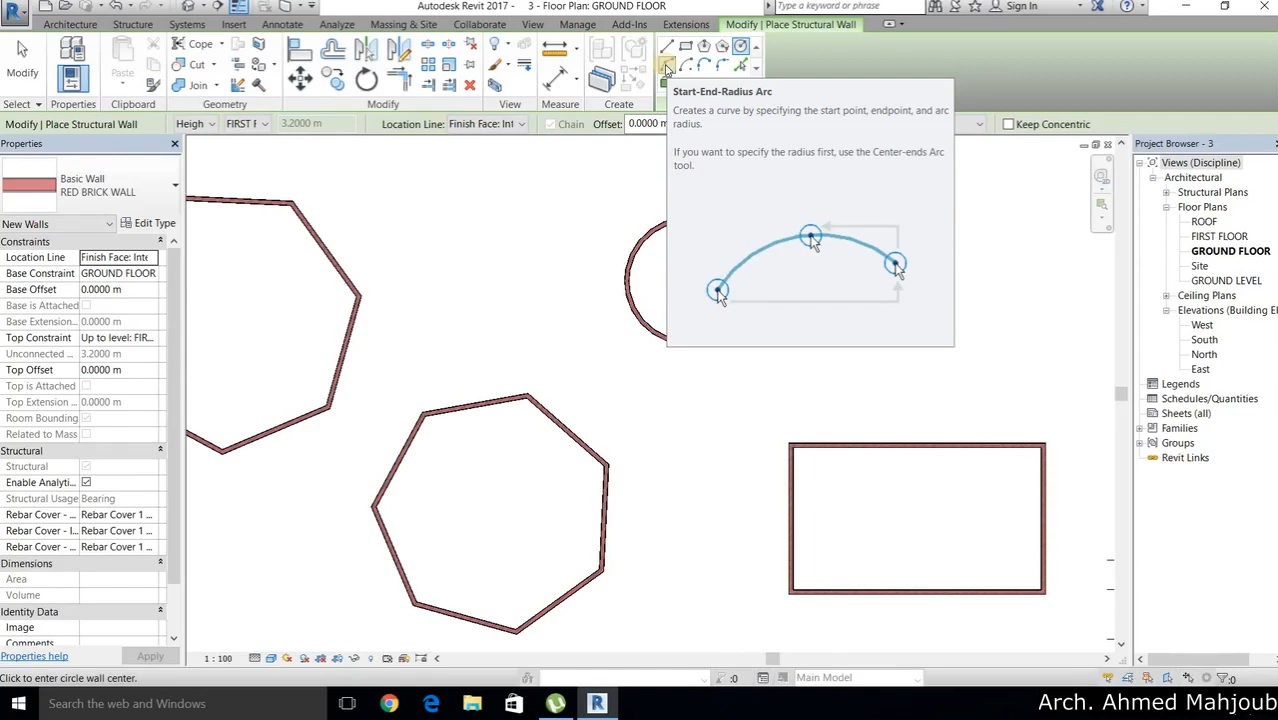 Autodesk Revit 2017 - 3 - Floor Plan: GROUND FLOOR
Type a keyword or phrase
Sign In
Architecture Structure Systems Insert Annotate Analyze Massing & Site Collaborate View Manage Add-Ins Extensions Modify | Place Structural Wall
Modify
Paste
Cope
Cut
Join
Select Properties Clipboard Geometry Modify View Measure Create
Start-End-Radius Arc
Creates a curve by specifying the start point, endpoint, and arc
radius.
If you want to specify the radius first, use the Center-ends Arc
tool.
Modify | Place Structural Wall Heigh FIRST F 3.2000 m Location Line: Finish Face: Int Chain Offset: 0.0000 m Keep Concentric
Properties
Basic Wall
RED BRICK WALL
New Walls Edit Type
Constraints
Location Line Finish Face: Inte
Base Constraint GROUND FLOOR
Base Offset 0.0000 m
Base is Attached
Base Extension... 0.0000 m
Top Constraint Up to level: FIR...
Unconnected ... 3.2000 m
Top Offset 0.0000 m
Top is Attached
Top Extension ... 0.0000 m
Room Bounding
Related to Mass
Structural
Structural
Enable Analyti...
Structural Usage Bearing
Rebar Cover - ... Rebar Cover 1 ...
Rebar Cover - I... Rebar Cover 1 ...
Rebar Cover - ... Rebar Cover 1 ...
Dimensions
Area
Volume
Identity Data
Image
Comments
Properties help Apply
Project Browser - 3
Views (Discipline)
Architectural
Structural Plans
Floor Plans
ROOF
FIRST FLOOR
GROUND FLOOR
Site
GROUND LEVEL
Ceiling Plans
Elevations (Building El
West
South
North
East
Legends
Schedules/Quantities
Sheets (all)
Families
Groups
Revit Links
1 : 100
Click to enter circle wall center.
:0
Main Model
:0
Search the web and Windows
Arch. Ahmed Mahjoub